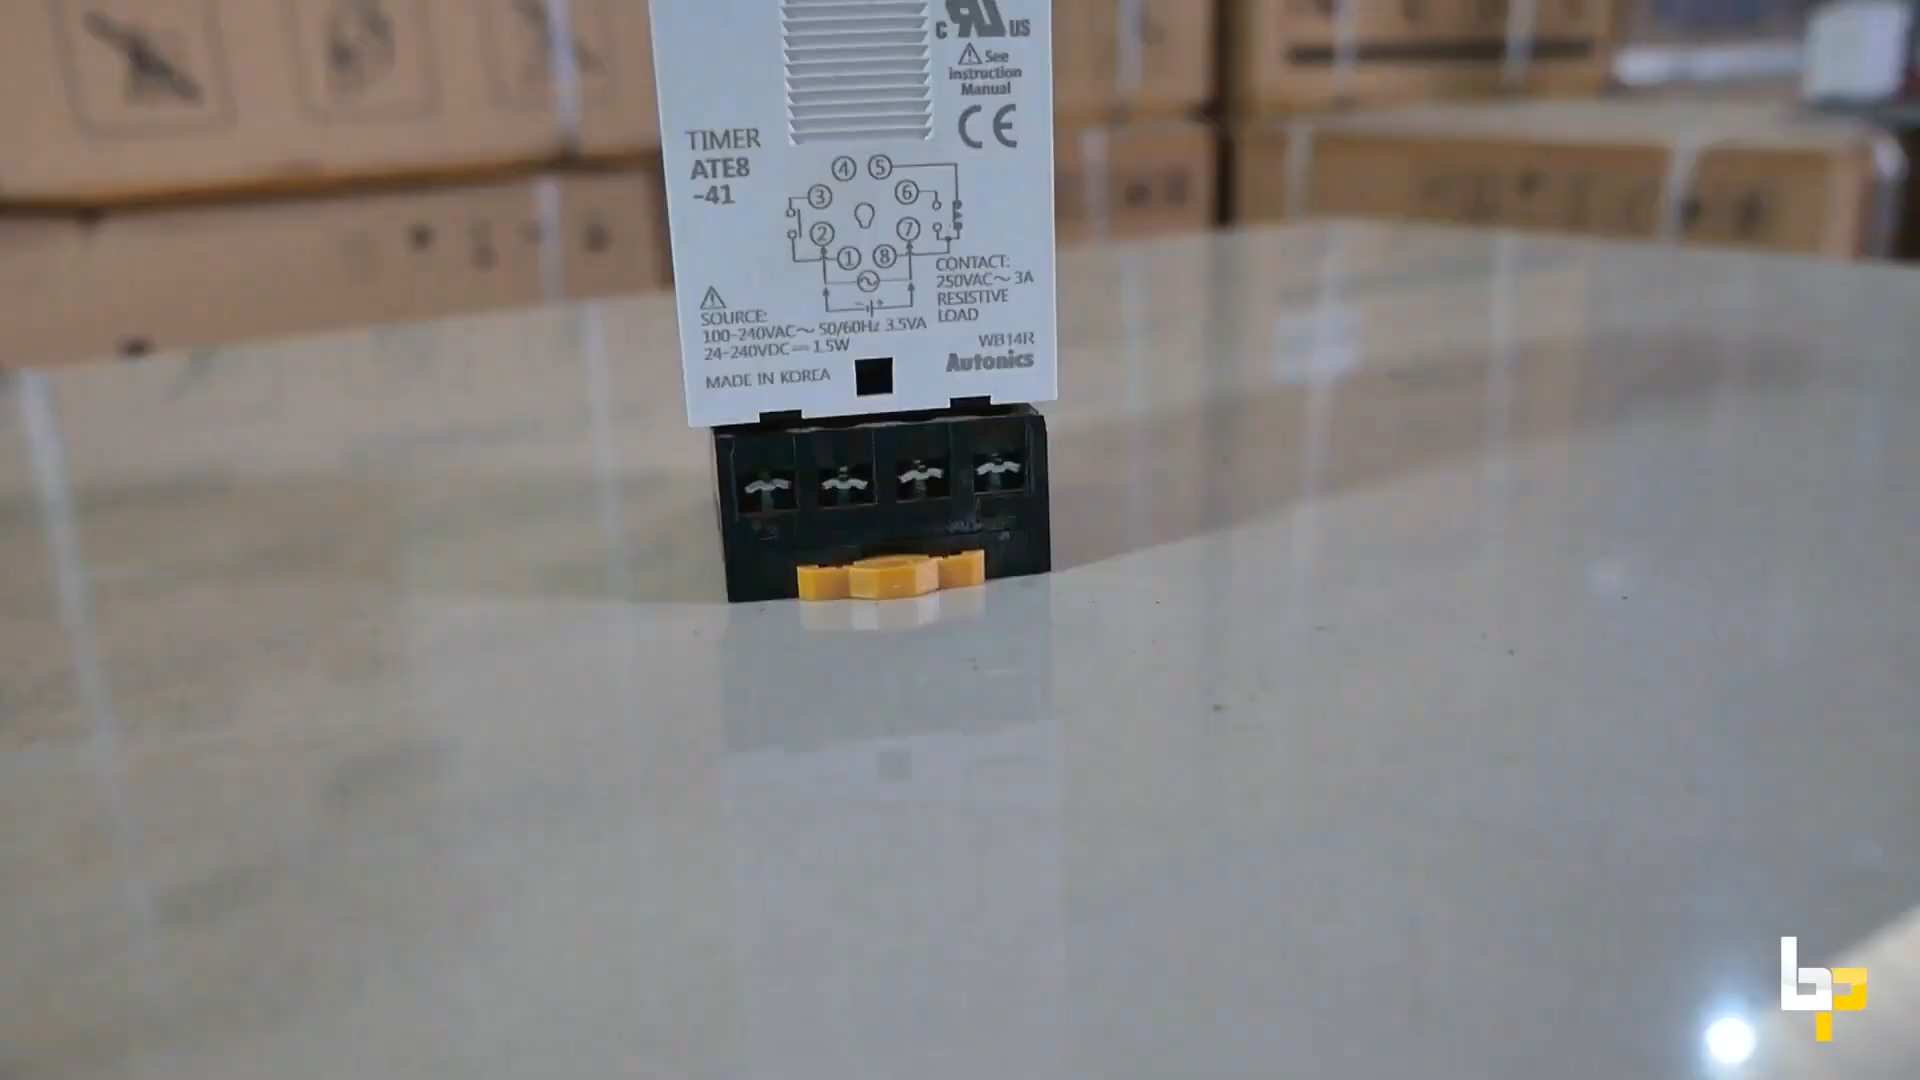 c RU US
⚠ See
instruction
Manual
CE
TIMER
ATE8
-41
4 5
3 6
2 7
1 8
CONTACT:
250VAC～ 3A
RESISTIVE
LOAD
SOURCE:
100-240VAC～ 50/60Hz 3.5VA
24-240VDC⎓ 1.5W
WB14R
Autonics
MADE IN KOREA